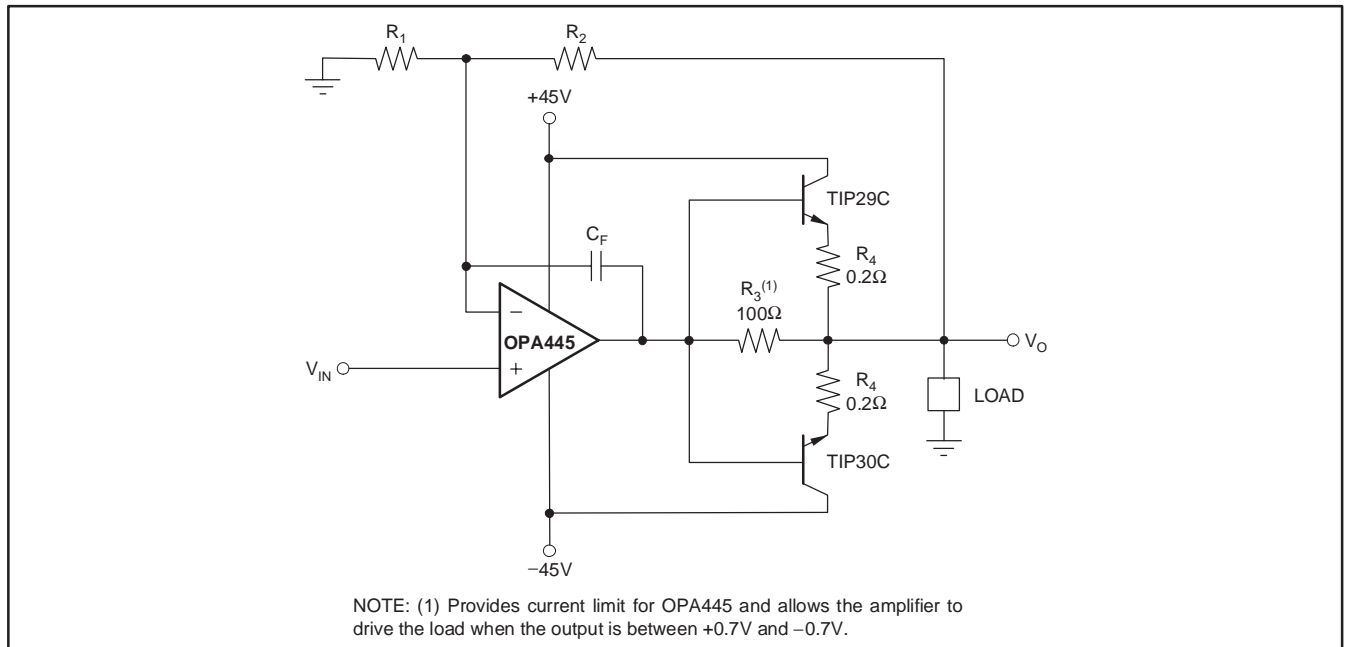 R1
R2
+45V
TIP29C
CF
R4
0.2Ω
R3(1)
100Ω
−
OPA445
+
VIN
VO
R4
0.2Ω
LOAD
TIP30C
−45V
NOTE: (1) Provides current limit for OPA445 and allows the amplifier to
drive the load when the output is between +0.7V and −0.7V.